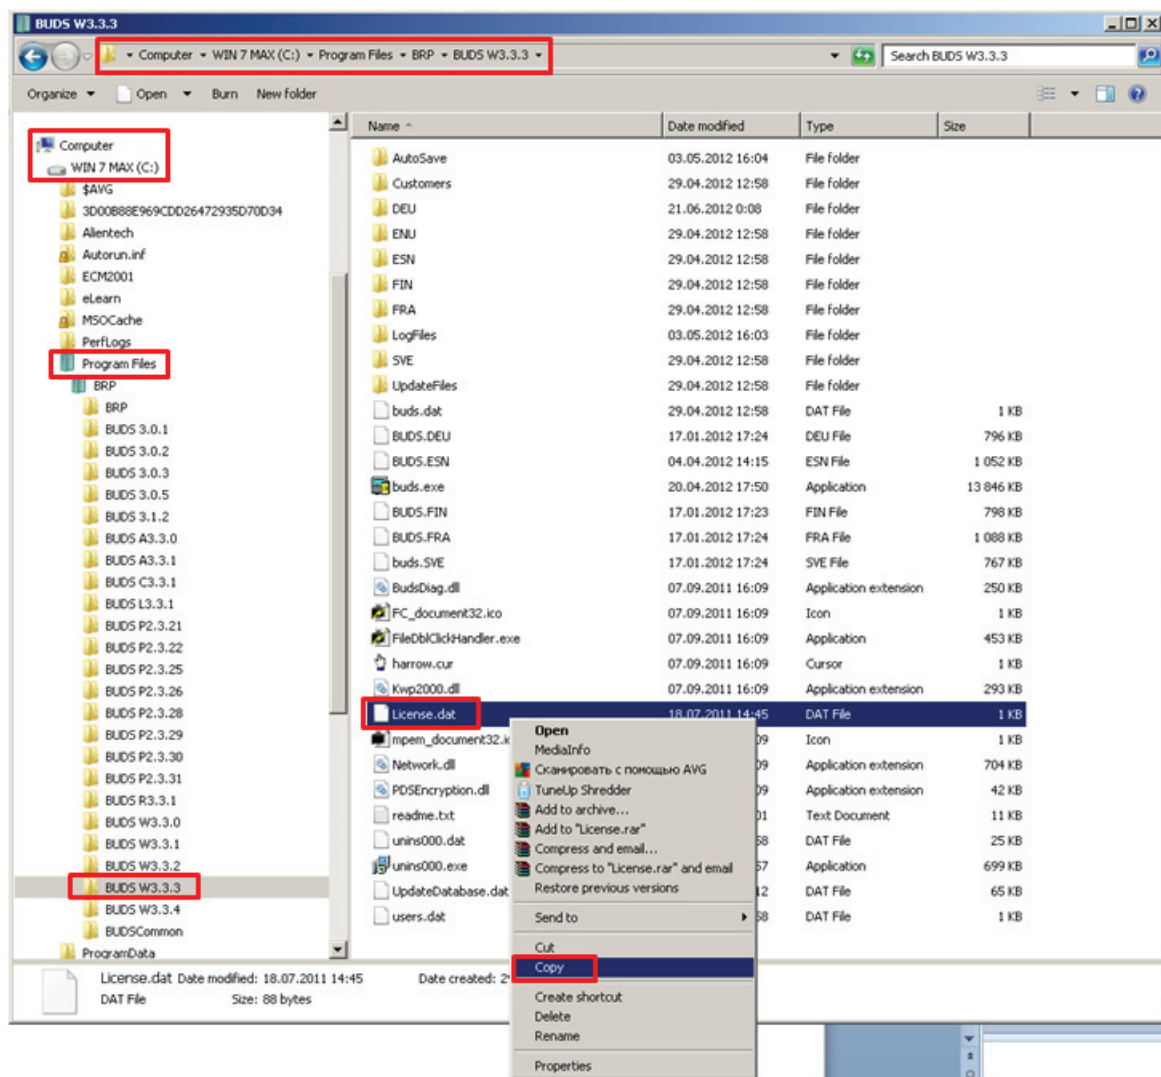 BUDS W3.3.3
Computer WIN 7 MAX (C:) Program Files BRP BUDS W3.3.3
Search BUDS W3.3.3
Organize Open Burn New folder
Computer
WIN 7 MAX (C:)
$AVG
3D00B88E969CDD26472935D70D34
Alientech
Autorun.inf
ECM2001
eLearn
MSOCache
PerfLogs
Program Files
BRP
BRP
BUDS 3.0.1
BUDS 3.0.2
BUDS 3.0.3
BUDS 3.0.5
BUDS 3.1.2
BUDS A3.3.0
BUDS A3.3.1
BUDS C3.3.1
BUDS L3.3.1
BUDS P2.3.21
BUDS P2.3.22
BUDS P2.3.25
BUDS P2.3.26
BUDS P2.3.28
BUDS P2.3.29
BUDS P2.3.30
BUDS P2.3.31
BUDS R3.3.1
BUDS W3.3.0
BUDS W3.3.1
BUDS W3.3.2
BUDS W3.3.3
BUDS W3.3.4
BUDSCommon
ProgramData
Name Date modified Type Size
AutoSave 03.05.2012 16:04 File folder
Customers 29.04.2012 12:58 File folder
DEU 21.06.2012 0:08 File folder
ENU 29.04.2012 12:58 File folder
ESN 29.04.2012 12:58 File folder
FIN 29.04.2012 12:58 File folder
FRA 29.04.2012 12:58 File folder
LogFiles 03.05.2012 16:03 File folder
SVE 29.04.2012 12:58 File folder
UpdateFiles 29.04.2012 12:58 File folder
buds.dat 29.04.2012 12:58 DAT File 1 KB
BUDS.DEU 17.01.2012 17:24 DEU File 796 KB
BUDS.ESN 04.04.2012 14:15 ESN File 1 052 KB
buds.exe 20.04.2012 17:50 Application 13 846 KB
BUDS.FIN 17.01.2012 17:23 FIN File 798 KB
BUDS.FRA 17.01.2012 17:24 FRA File 1 088 KB
buds.SVE 17.01.2012 17:24 SVE File 767 KB
BudsDiag.dll 07.09.2011 16:09 Application extension 250 KB
FC_document32.ico 07.09.2011 16:09 Icon 1 KB
FileDblClickHandler.exe 07.09.2011 16:09 Application 453 KB
harrow.cur 07.09.2011 16:09 Cursor 1 KB
Kwp2000.dll 07.09.2011 16:09 Application extension 293 KB
License.dat 18.07.2011 14:45 DAT File 1 KB
mpem_document32.i 09 Icon 1 KB
Network.dll 09 Application extension 704 KB
PDSEncryption.dll 09 Application extension 42 KB
readme.txt 01 Text Document 11 KB
unins000.dat 58 DAT File 25 KB
unins000.exe 57 Application 699 KB
UpdateDatabase.dat 12 DAT File 65 KB
users.dat 58 DAT File 1 KB
Open
MediaInfo
Сканировать с помощью AVG
TuneUp Shredder
Add to archive...
Add to "License.rar"
Compress and email...
Compress to "License.rar" and email
Restore previous versions
Send to
Cut
Copy
Create shortcut
Delete
Rename
Properties
License.dat Date modified: 18.07.2011 14:45 Date created: 2
DAT File Size: 88 bytes